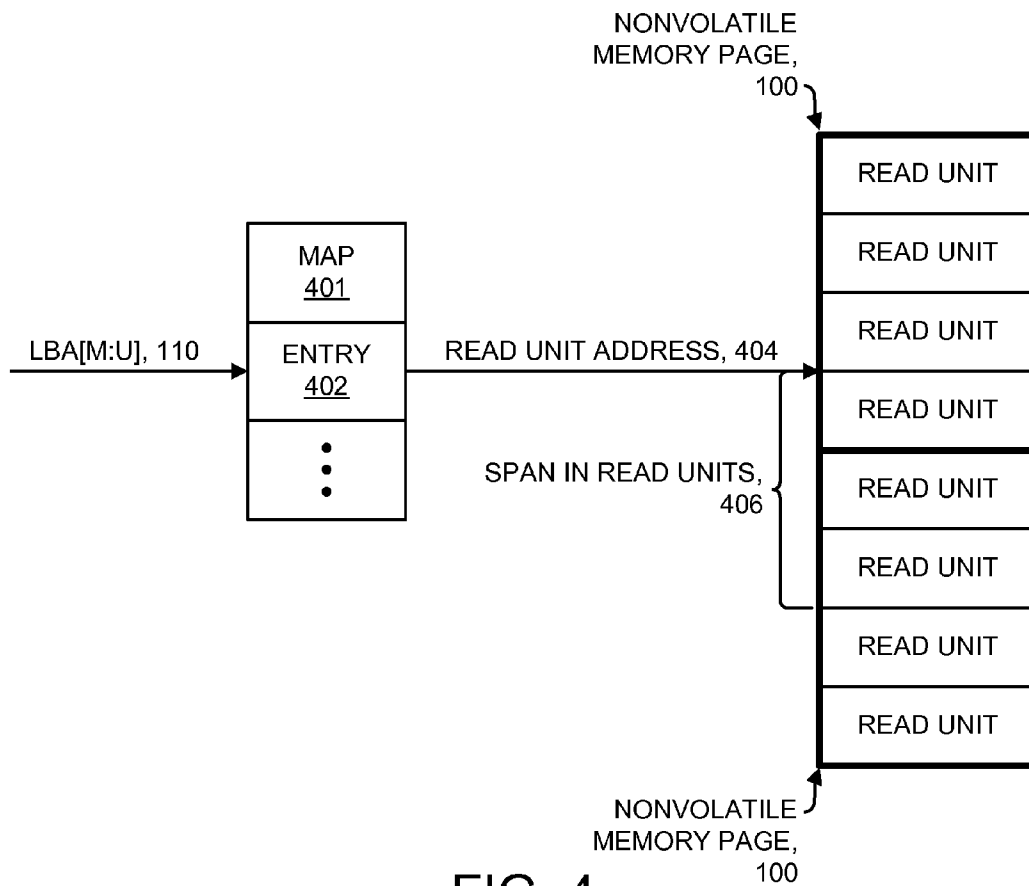 NONVOLATILE
MEMORY PAGE,
100
READ UNIT
READ UNIT
MAP
401
READ UNIT
LBA[M:U], 110
ENTRY
402
READ UNIT ADDRESS, 404
READ UNIT
SPAN IN READ UNITS,
406
READ UNIT
READ UNIT
READ UNIT
READ UNIT
NONVOLATILE
MEMORY PAGE,
100